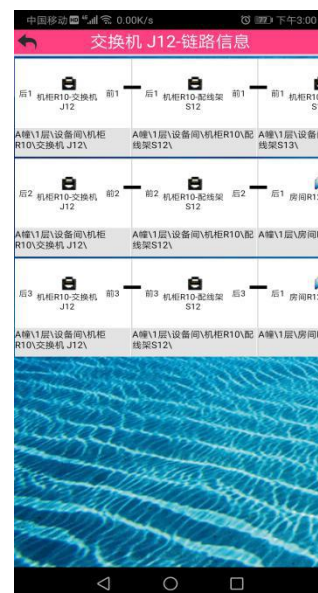 中国移动 HD 4G 0.00K/s 下午3:00
交换机 J12-链路信息
后1 机柜R10-交换机 J12 前1 后1 机柜R10-配线架 S12 前1 前1 机柜R1
A幢\1层\设备间\机柜R10\交换机 J12\ A幢\1层\设备间\机柜R10\配线架S12\ A幢\1层\设备间\ 线架S13\
后2 机柜R10-交换机 J12 前2 前2 机柜R10-配线架 S12 后2 后1 房间R1
A幢\1层\设备间\机柜R10\交换机 J12\ A幢\1层\设备间\机柜R10\配线架S12\ A幢\1层\房间
后3 机柜R10-交换机 J12 前3 前3 机柜R10-配线架 S12 后3 后1 房间R1
A幢\1层\设备间\机柜R10\交换机 J12\ A幢\1层\设备间\机柜R10\配线架S12\ A幢\1层\房间